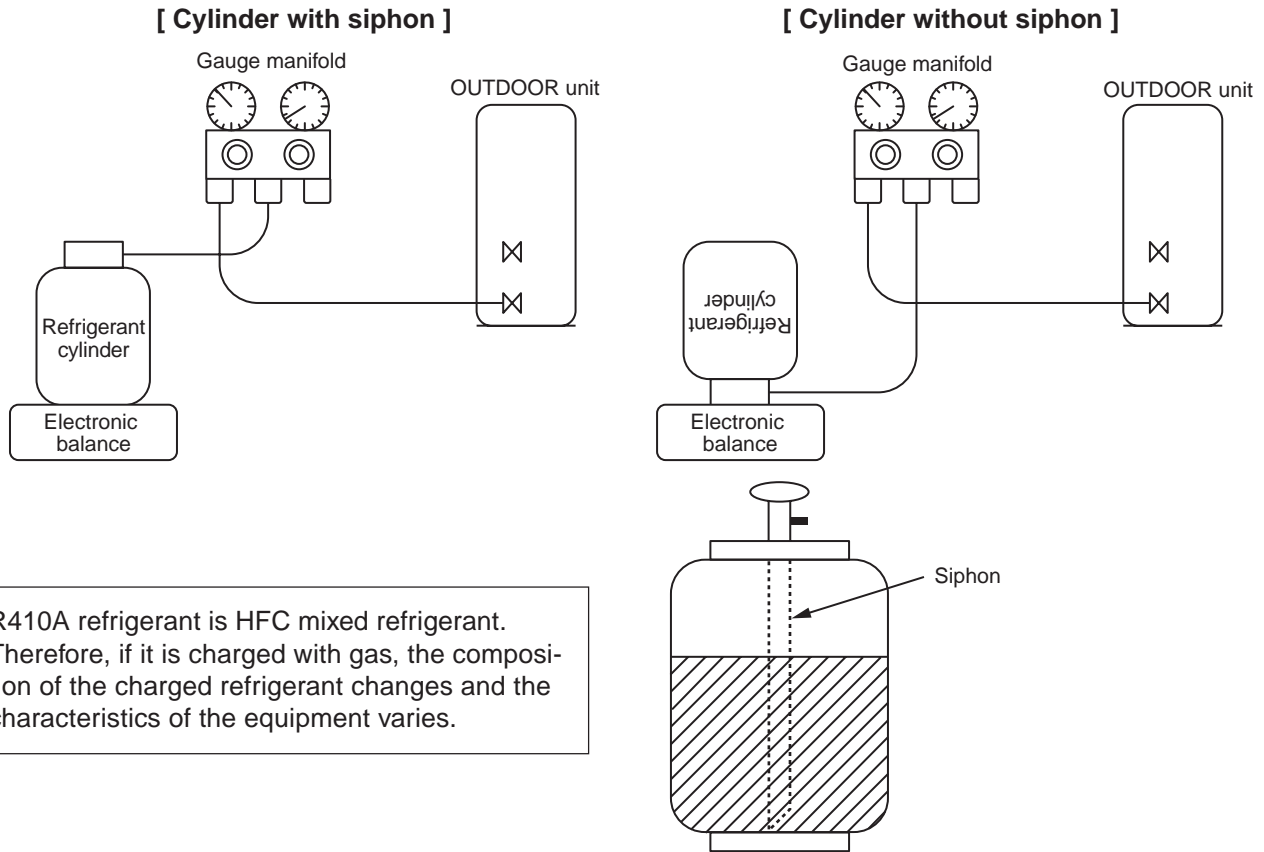 [ Cylinder with siphon ]
Gauge manifold
OUTDOOR unit
Refrigerant
cylinder
Electronic
balance
[ Cylinder without siphon ]
Gauge manifold
OUTDOOR unit
Refrigerant
cylinder
Electronic
balance
Siphon
R410A refrigerant is HFC mixed refrigerant.
Therefore, if it is charged with gas, the composi-
ion of the charged refrigerant changes and the
characteristics of the equipment varies.